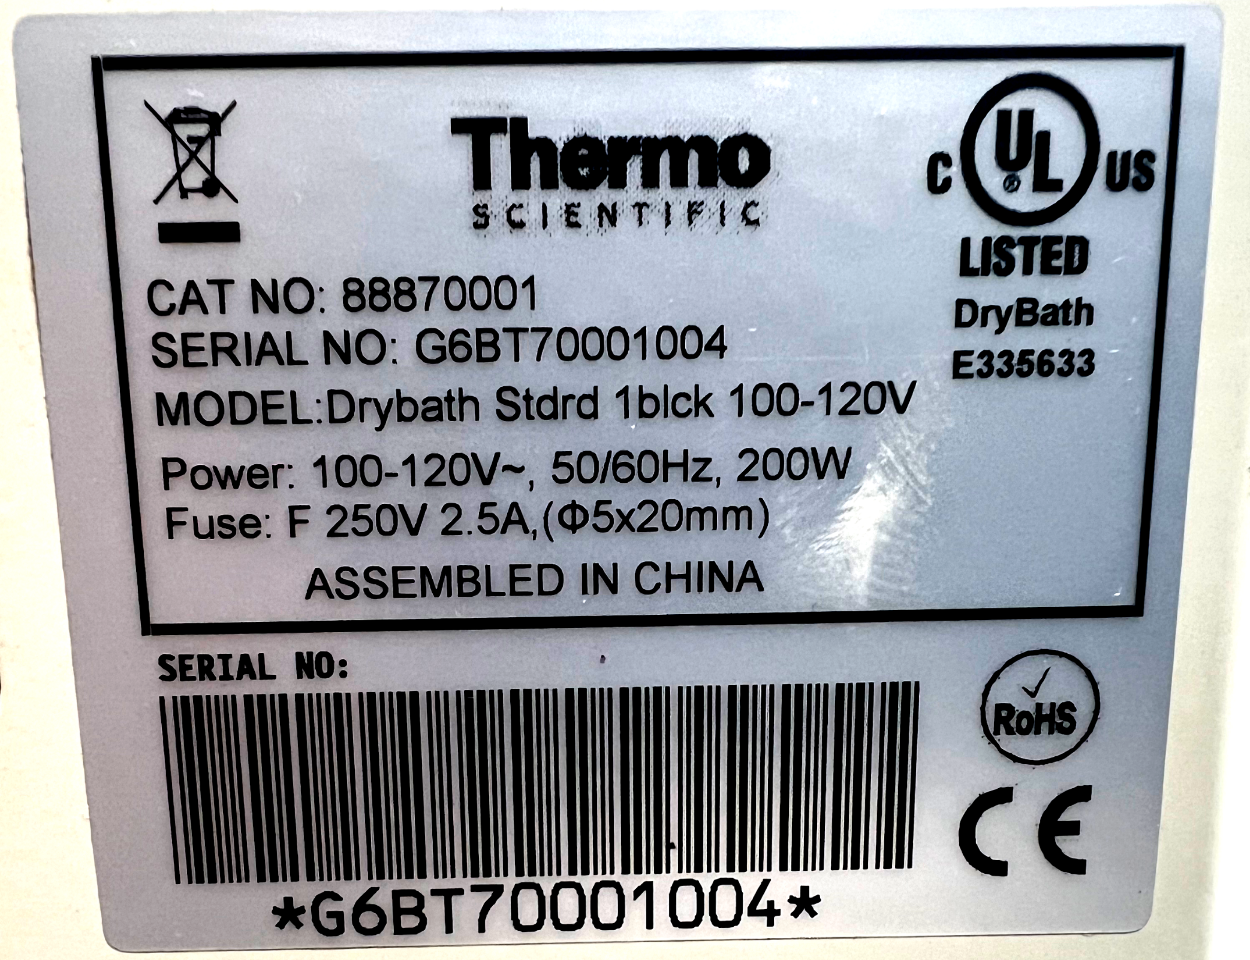 Thermo
SCIENTIFIC
C UL® US
LISTED
DryBath
E335633
CAT NO: 88870001
SERIAL NO: G6BT70001004
MODEL:Drybath Stdrd 1blck 100-120V
Power: 100-120V~, 50/60Hz, 200W
Fuse: F 250V 2.5A,(Φ5x20mm)
ASSEMBLED IN CHINA
SERIAL NO:
*G6BT70001004*
RoHS
CE